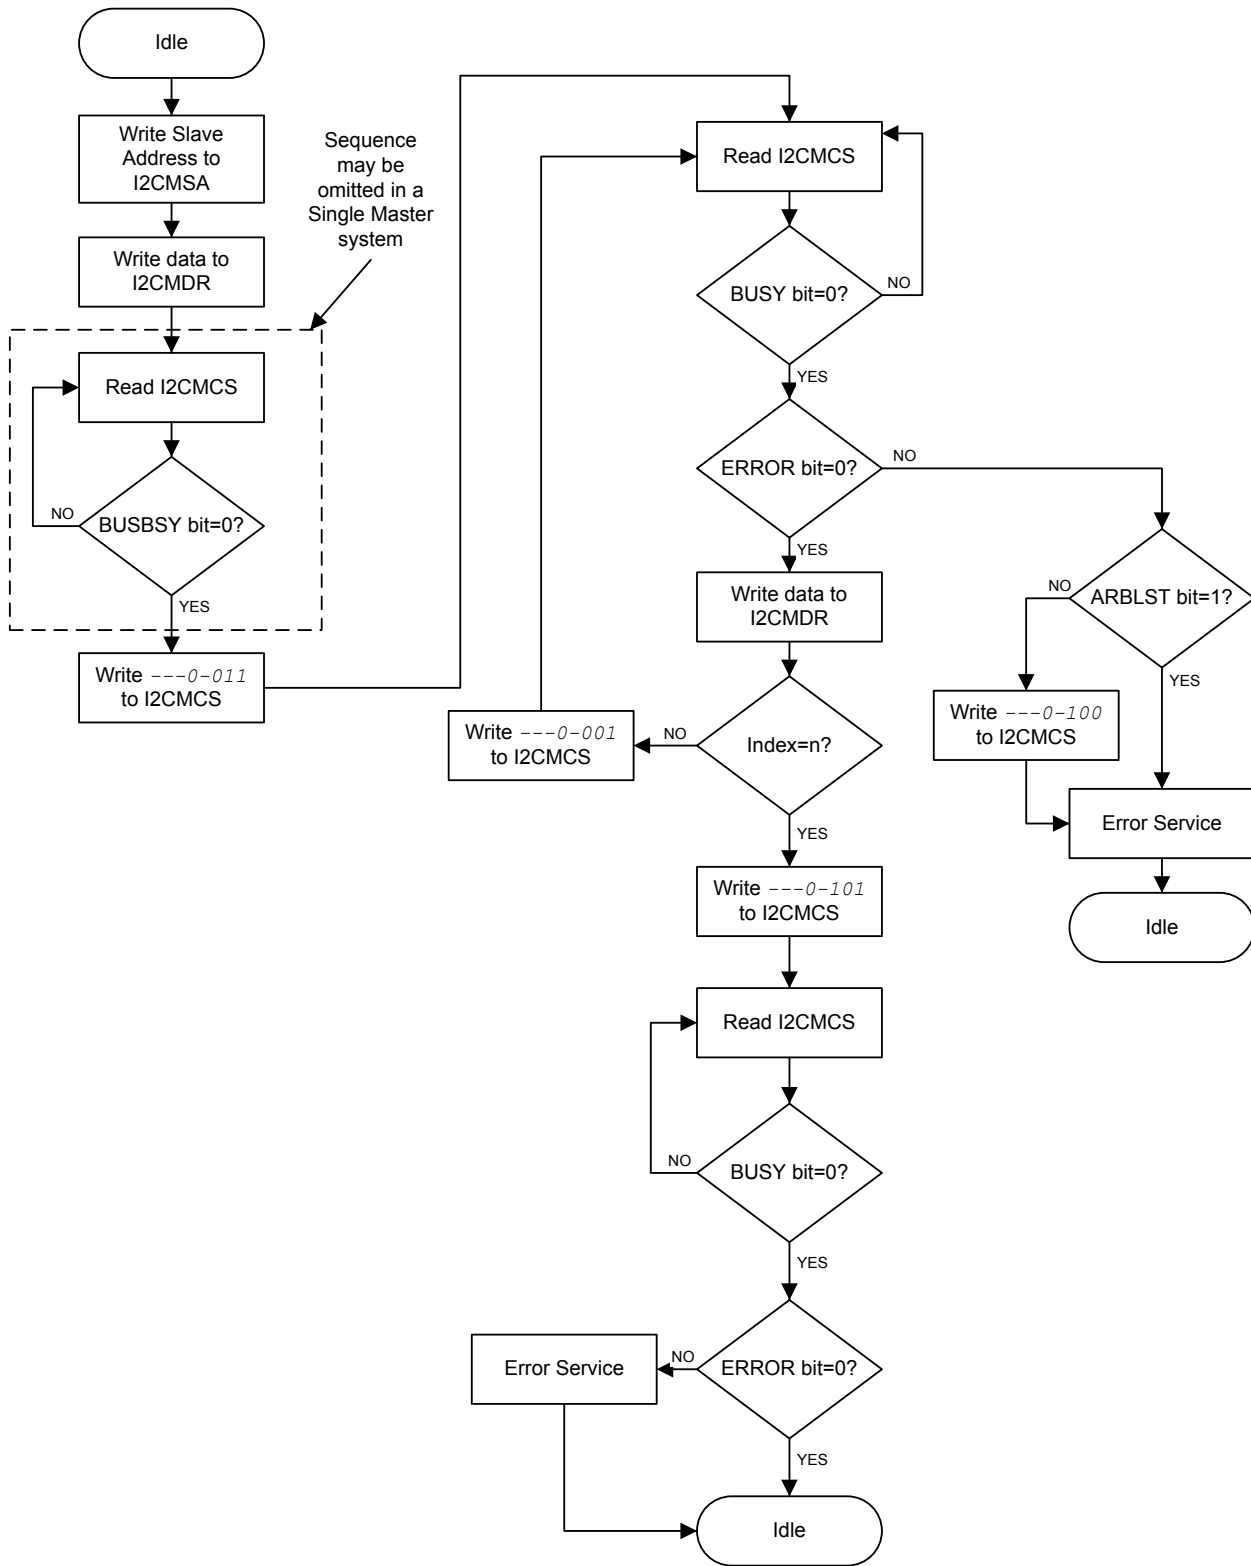 Idle
Write Slave
Address to
I2CMSA
Write data to
I2CMDR
Sequence
may be
omitted in a
Single Master
system
Read I2CMCS
BUSBSY bit=0?
NO
YES
Write ---0-011
to I2CMCS
Read I2CMCS
BUSY bit=0?
NO
YES
ERROR bit=0?
NO
YES
Write data to
I2CMDR
Index=n?
NO
Write ---0-001
to I2CMCS
YES
ARBLST bit=1?
NO
YES
Write ---0-100
to I2CMCS
Error Service
Idle
Write ---0-101
to I2CMCS
Read I2CMCS
BUSY bit=0?
NO
YES
ERROR bit=0?
NO
Error Service
YES
Idle